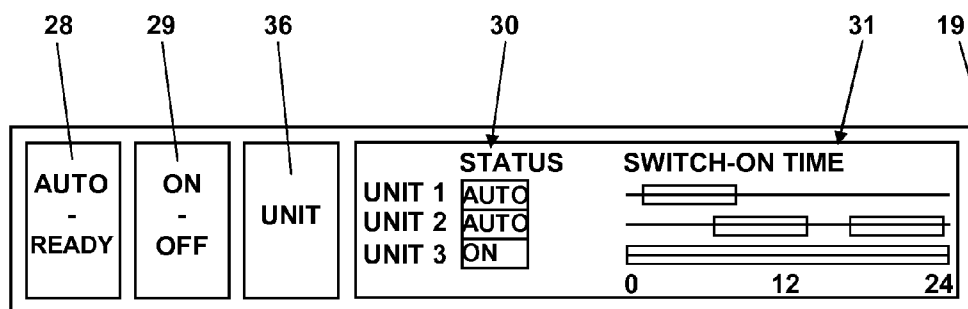 28 29 36 30 31 19
AUTO
-
READY
ON
-
OFF
UNIT
STATUS SWITCH-ON TIME
UNIT 1 AUTO
UNIT 2 AUTO
UNIT 3 ON
0 12 24